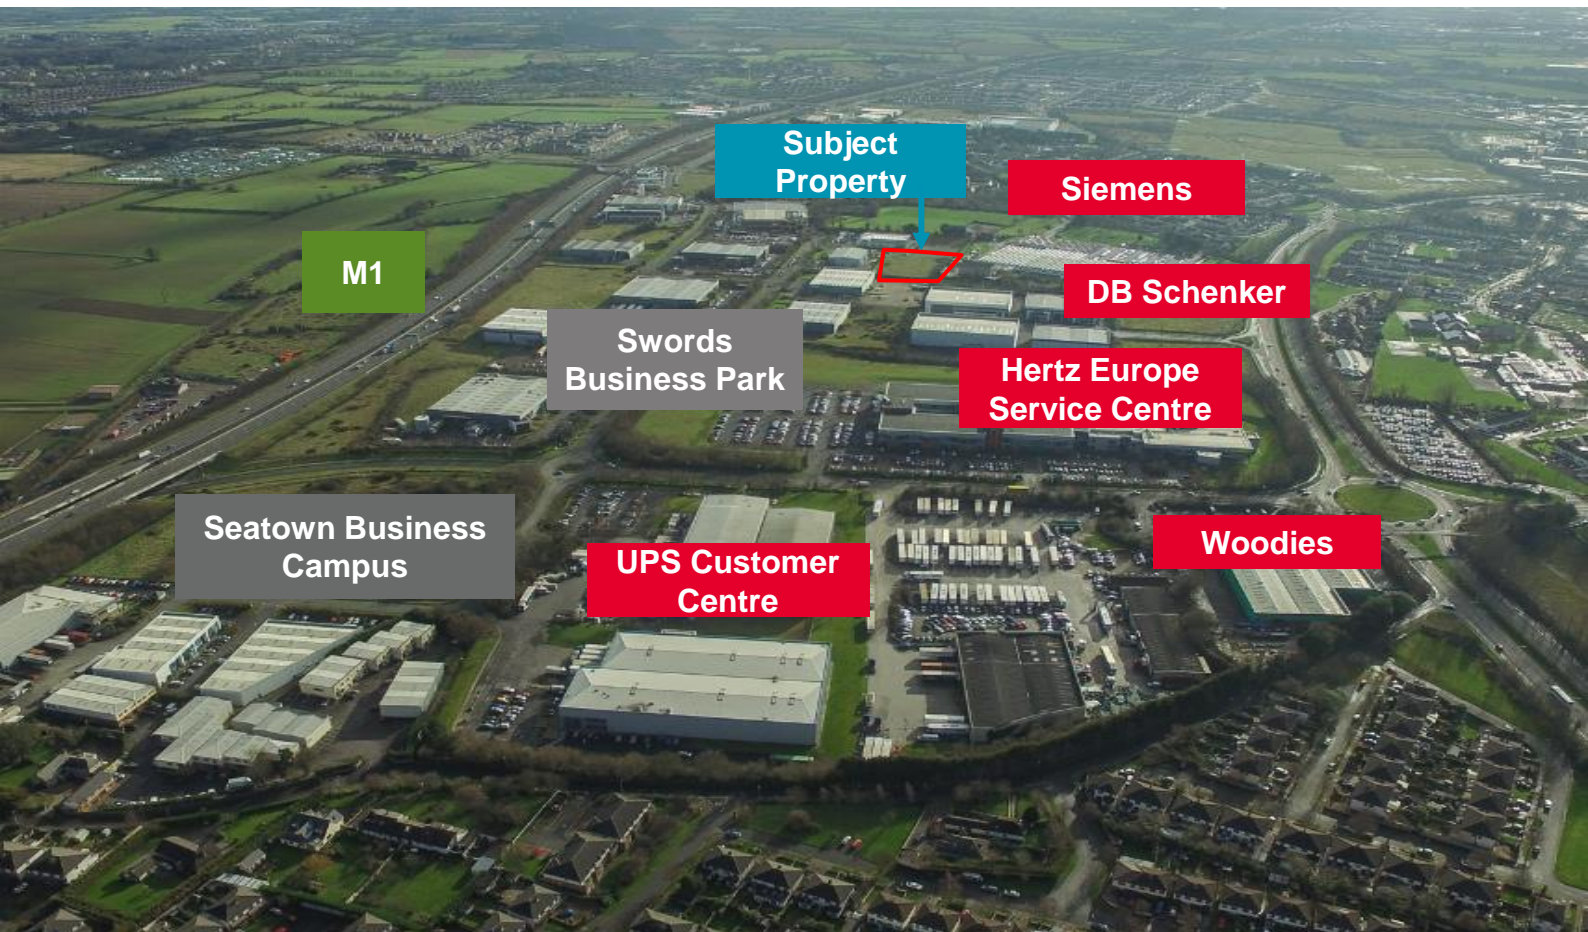 Subject
Property
Siemens
M1
DB Schenker
Swords
Business Park
Hertz Europe
Service Centre
Seatown Business
Campus
Woodies
UPS Customer
Centre